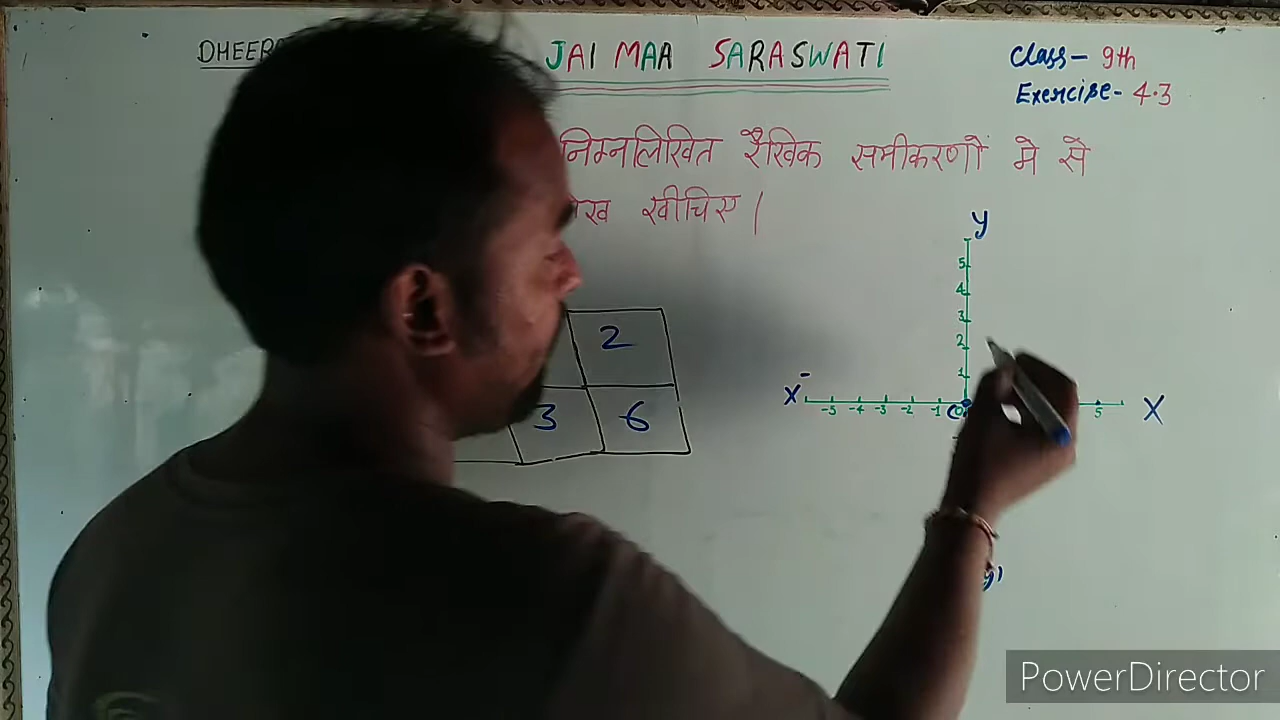 JAI MAA SARASWATI
Class- 9th
Exercise- 4.3
निम्नलिखित रैखिक समीकरणों मे से
खीचिए |
y
5
4
3
2
1
2
3 6
X' -5 -4 -3 -2 -1 0 5 X
y'
PowerDirector